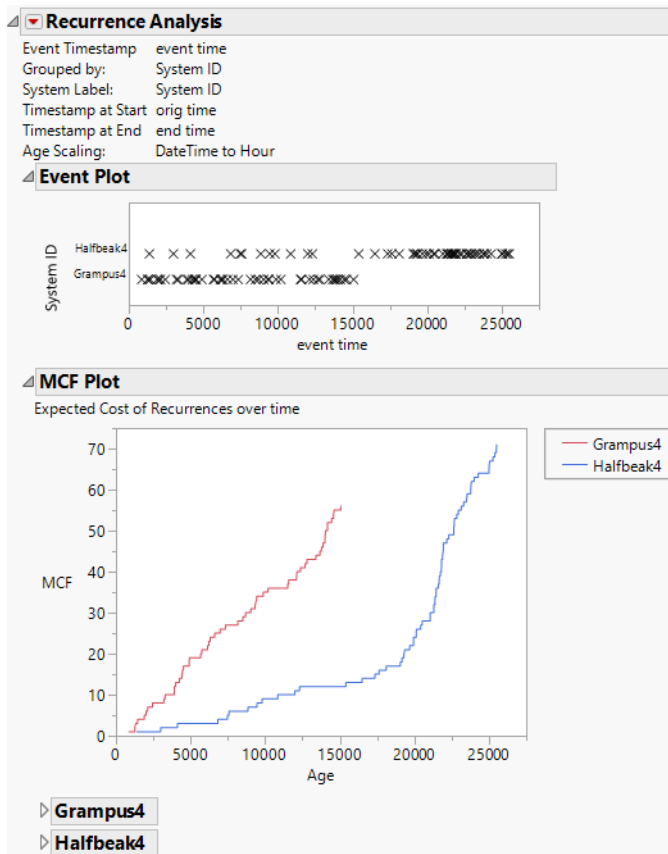 Recurrence Analysis
Event Timestamp event time
Grouped by: System ID
System Label: System ID
Timestamp at Start orig time
Timestamp at End end time
Age Scaling: DateTime to Hour
Event Plot
System ID
Halfbeak4
Grampus4
0 5000 10000 15000 20000 25000
event time
MCF Plot
Expected Cost of Recurrences over time
MCF
70
60
50
40
30
20
10
0
0 5000 10000 15000 20000 25000
Age
Grampus4
Halfbeak4
Grampus4
Halfbeak4